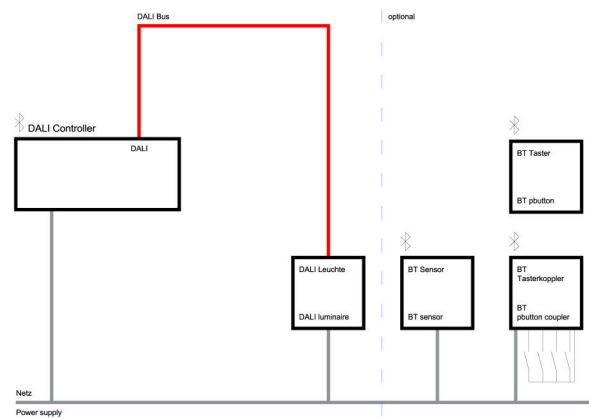 DALI Bus
optional
DALI Controller
DALI
BT Taster
BT pbutton
DALI Leuchte
DALI luminaire
BT Sensor
BT sensor
BT
Tasterkoppler
BT
pbutton coupler
Netz
Power supply